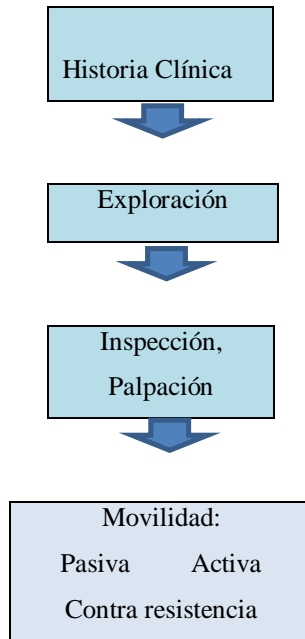 Historia Clínica
Exploración
Inspección,
Palpación
Movilidad:
Pasiva Activa
Contra resistencia